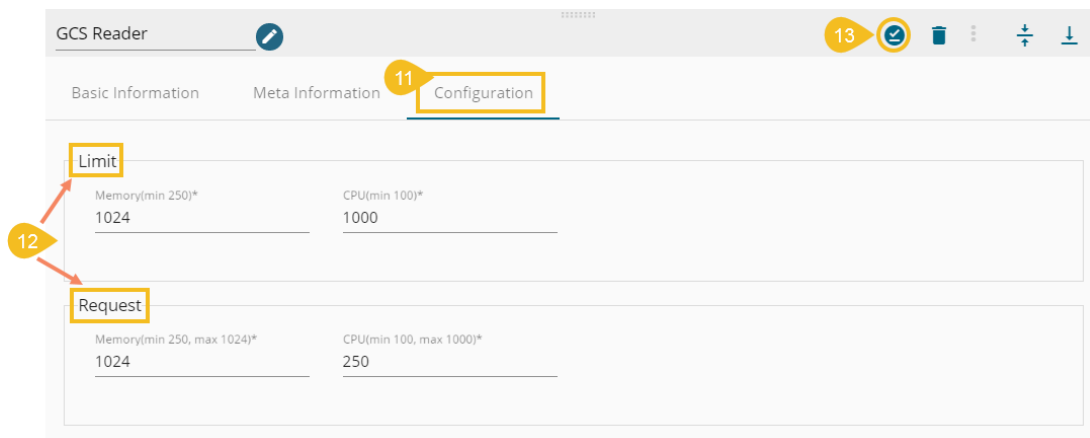 GCS Reader
13
11
Basic Information
Meta Information
Configuration
Limit
Memory(min 250)*
CPU(min 100)*
1024
1000
12
Request
Memory(min 250, max 1024)*
CPU(min 100, max 1000)*
1024
250